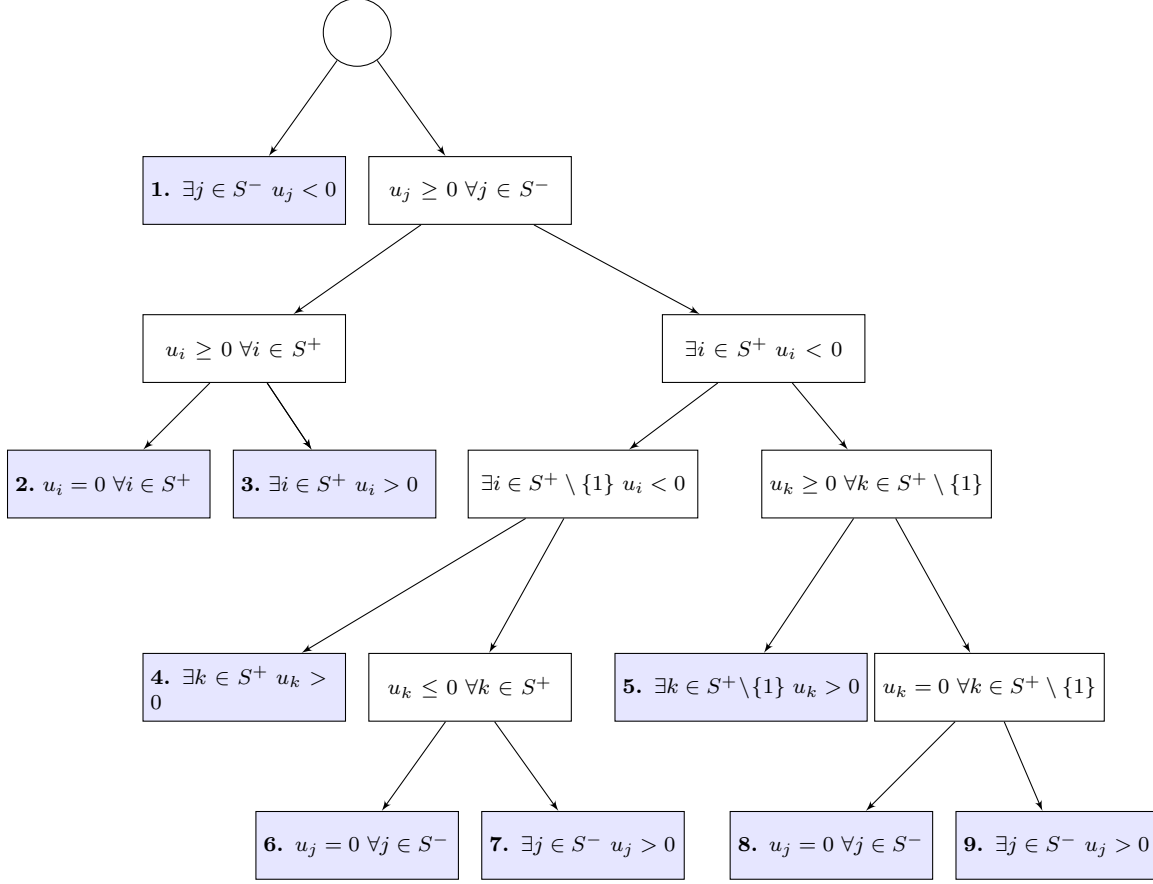 1. ∃j ∈ S⁻ u_j < 0
u_j ≥ 0 ∀j ∈ S⁻
u_i ≥ 0 ∀i ∈ S⁺
∃i ∈ S⁺ u_i < 0
2. u_i = 0 ∀i ∈ S⁺
3. ∃i ∈ S⁺ u_i > 0
∃i ∈ S⁺ \ {1} u_i < 0
u_k ≥ 0 ∀k ∈ S⁺ \ {1}
4. ∃k ∈ S⁺ u_k >
0
u_k ≤ 0 ∀k ∈ S⁺
5. ∃k ∈ S⁺\{1} u_k > 0
u_k = 0 ∀k ∈ S⁺ \ {1}
6. u_j = 0 ∀j ∈ S⁻
7. ∃j ∈ S⁻ u_j > 0
8. u_j = 0 ∀j ∈ S⁻
9. ∃j ∈ S⁻ u_j > 0